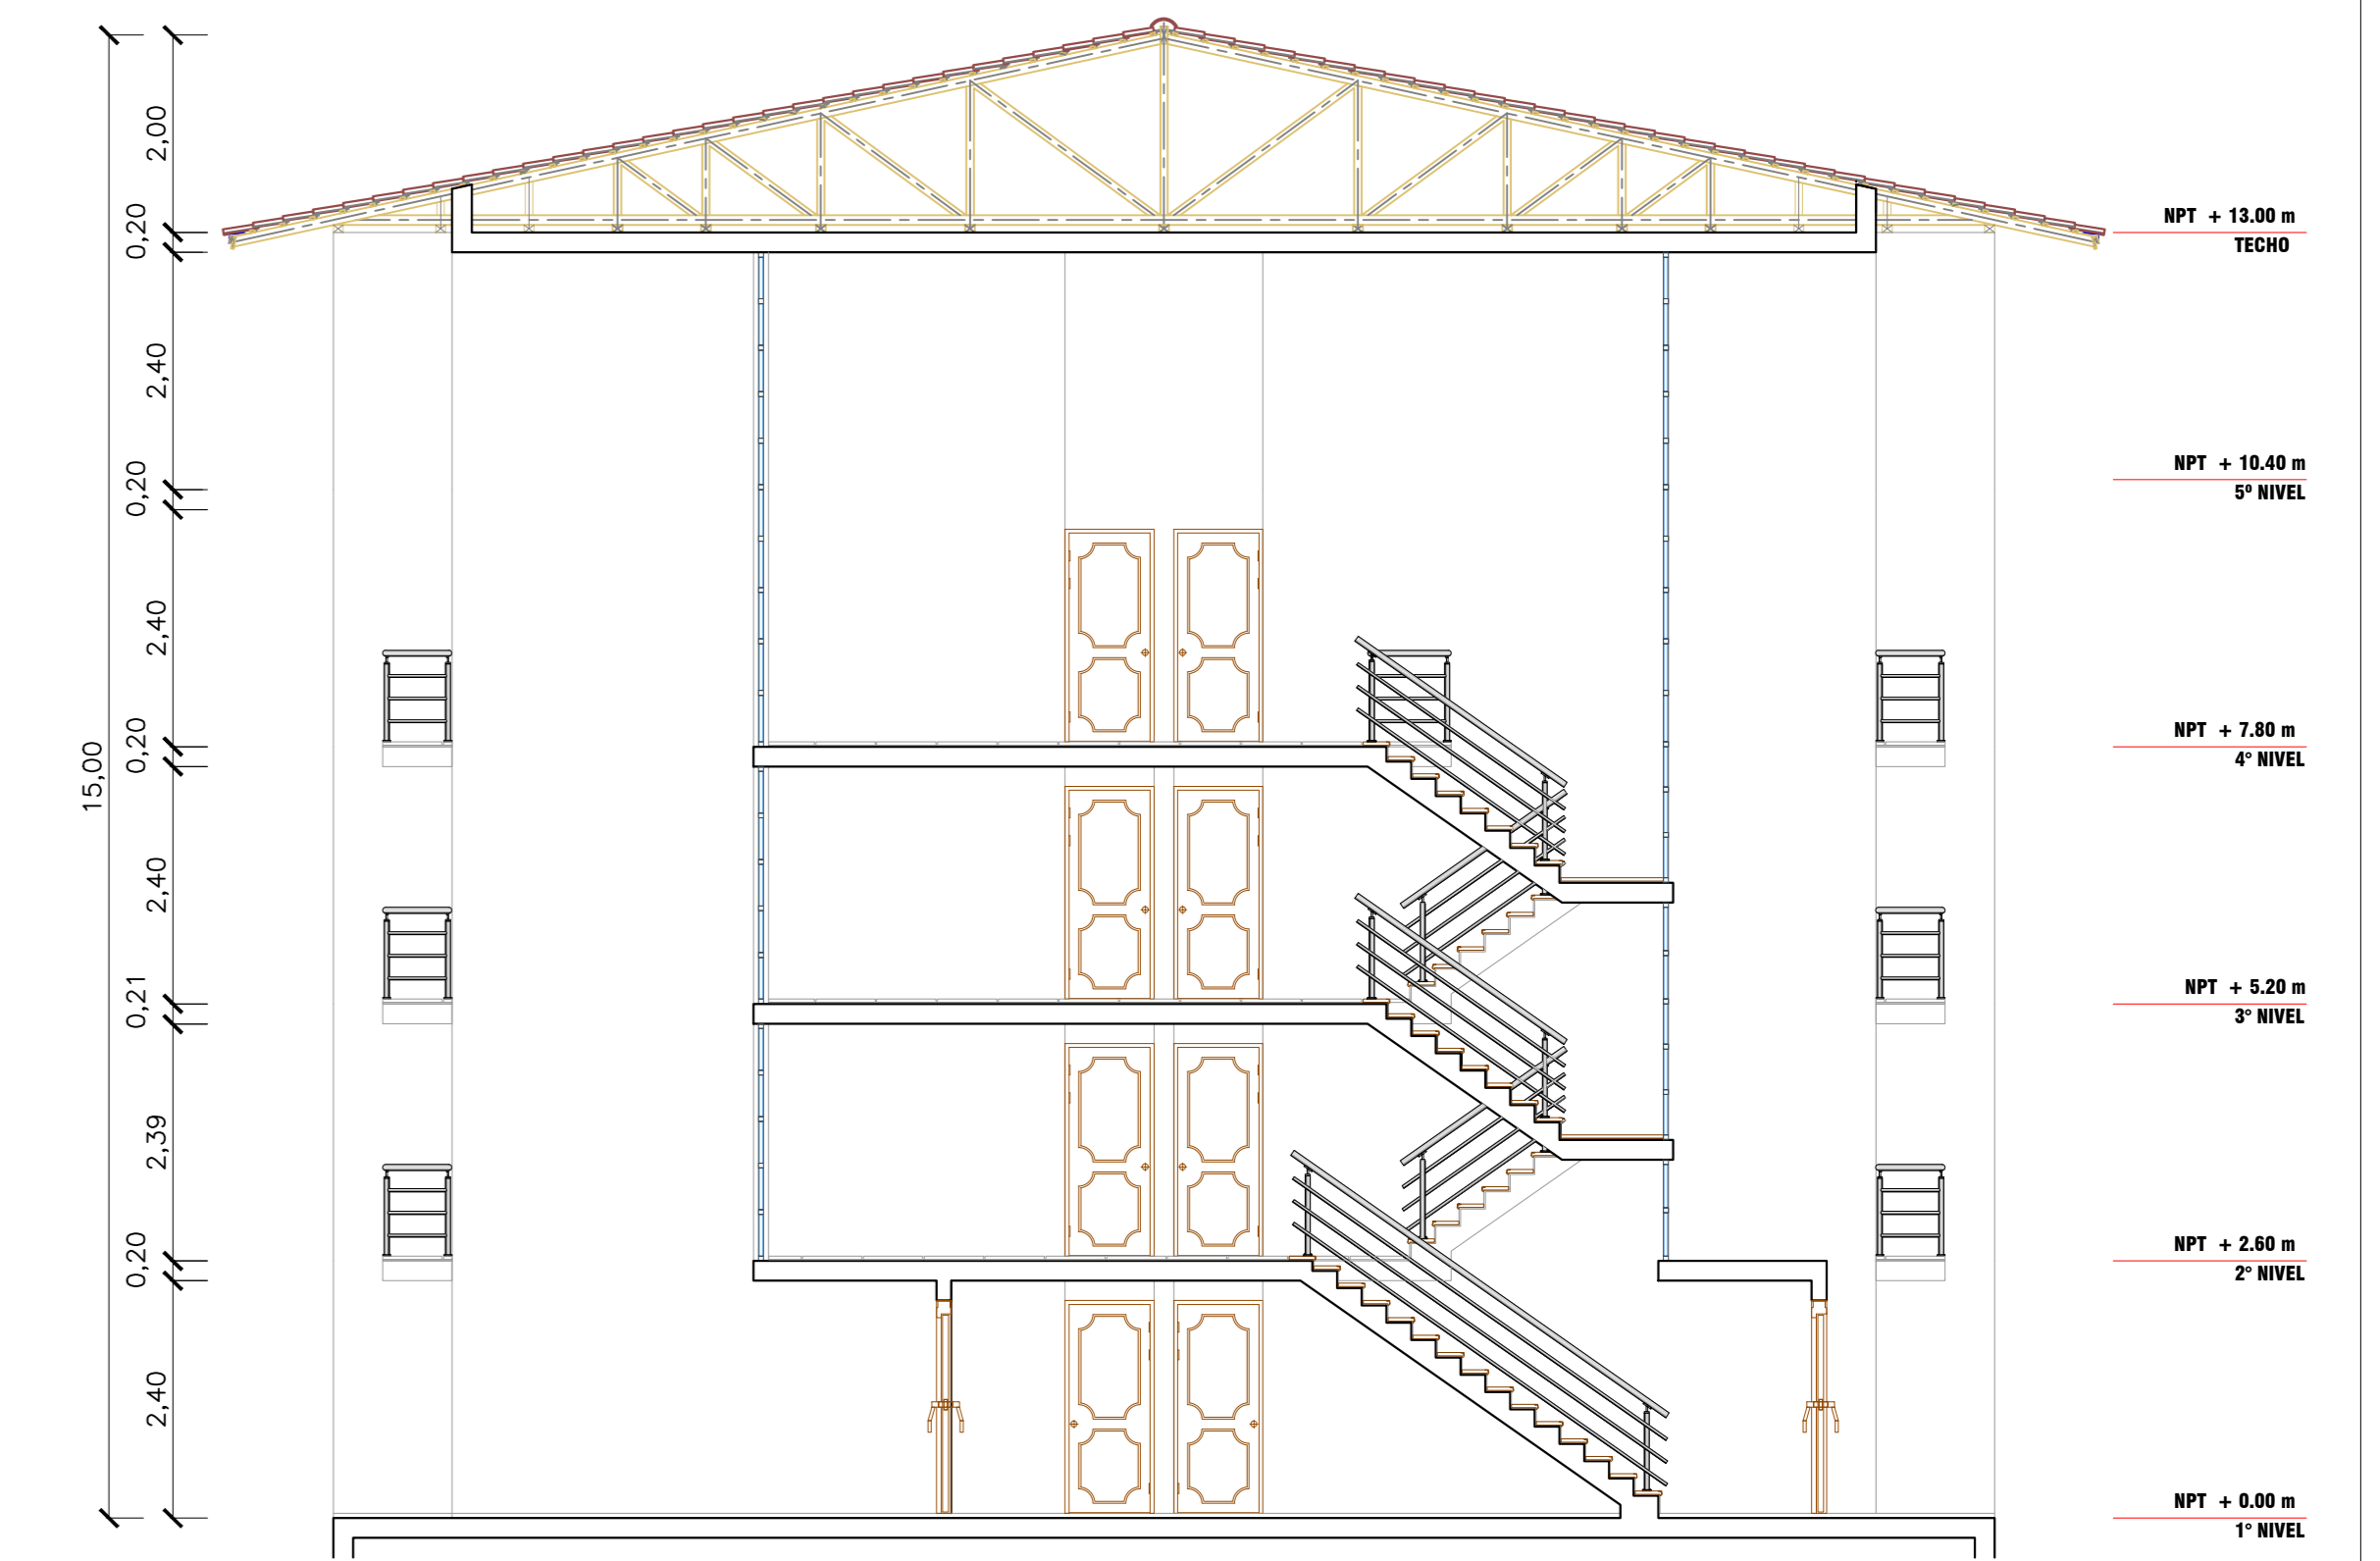 2,00
0,20
2,40
0,20
2,40
0,20
2,40
0,21
2,39
0,20
2,40
15,00
NPT + 13.00 m
TECHO
NPT + 10.40 m
5º NIVEL
NPT + 7.80 m
4° NIVEL
NPT + 5.20 m
3° NIVEL
NPT + 2.60 m
2° NIVEL
NPT + 0.00 m
1° NIVEL